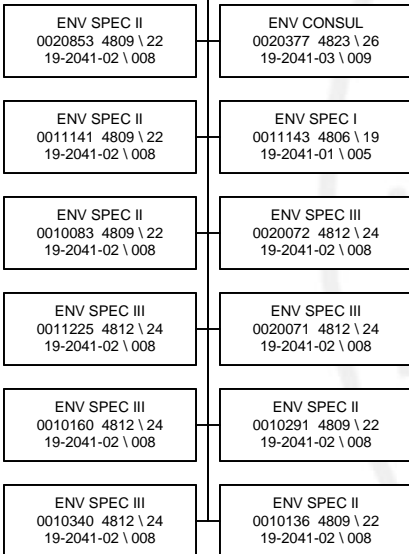 ENV SPEC II
0020853 4809 \ 22
19-2041-02 \ 008
ENV CONSUL
0020377 4823 \ 26
19-2041-03 \ 009
ENV SPEC II
0011141 4809 \ 22
19-2041-02 \ 008
ENV SPEC I
0011143 4806 \ 19
19-2041-01 \ 005
ENV SPEC II
0010083 4809 \ 22
19-2041-02 \ 008
ENV SPEC III
0020072 4812 \ 24
19-2041-02 \ 008
ENV SPEC III
0011225 4812 \ 24
19-2041-02 \ 008
ENV SPEC III
0020071 4812 \ 24
19-2041-02 \ 008
ENV SPEC III
0010160 4812 \ 24
19-2041-02 \ 008
ENV SPEC II
0010291 4809 \ 22
19-2041-02 \ 008
ENV SPEC III
0010340 4812 \ 24
19-2041-02 \ 008
ENV SPEC II
0010136 4809 \ 22
19-2041-02 \ 008